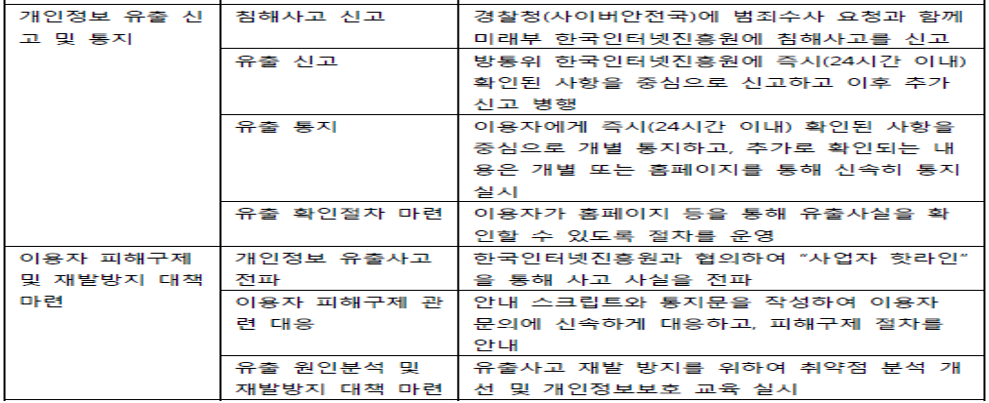 개인정보 유출 신
고 및 통지
침해사고 신고
경찰청(사이버안전국)에 범죄수사 요청과 함께
미래부 한국인터넷진흥원에 침해사고를 신고
유출 신고
방통위 한국인터넷진흥원에 즉시(24시간 이내)
확인된 사항을 중심으로 신고하고 이후 추가
신고 병행
유출 통지
이용자에게 즉시(24시간 이내) 확인된 사항을
중심으로 개별 통지하고, 추가로 확인되는 내
용은 개별 또는 홈페이지를 통해 신속히 통지
실시
유출 확인절차 마련
이용자가 홈페이지 등을 통해 유출사실을 확
인할 수 있도록 절차를 운영
이용자 피해구제
및 재발방지 대책
마련
개인정보 유출사고
전파
한국인터넷진흥원과 협의하여 “사업자 핫라인”
을 통해 사고 사실을 전파
이용자 피해구제 관
련 대응
안내 스크립트와 통지문을 작성하여 이용자
문의에 신속하게 대응하고, 피해구제 절차를
안내
유출 원인분석 및
재발방지 대책 마련
유출사고 재발 방지를 위하여 취약점 분석 개
선 및 개인정보보호 교육 실시